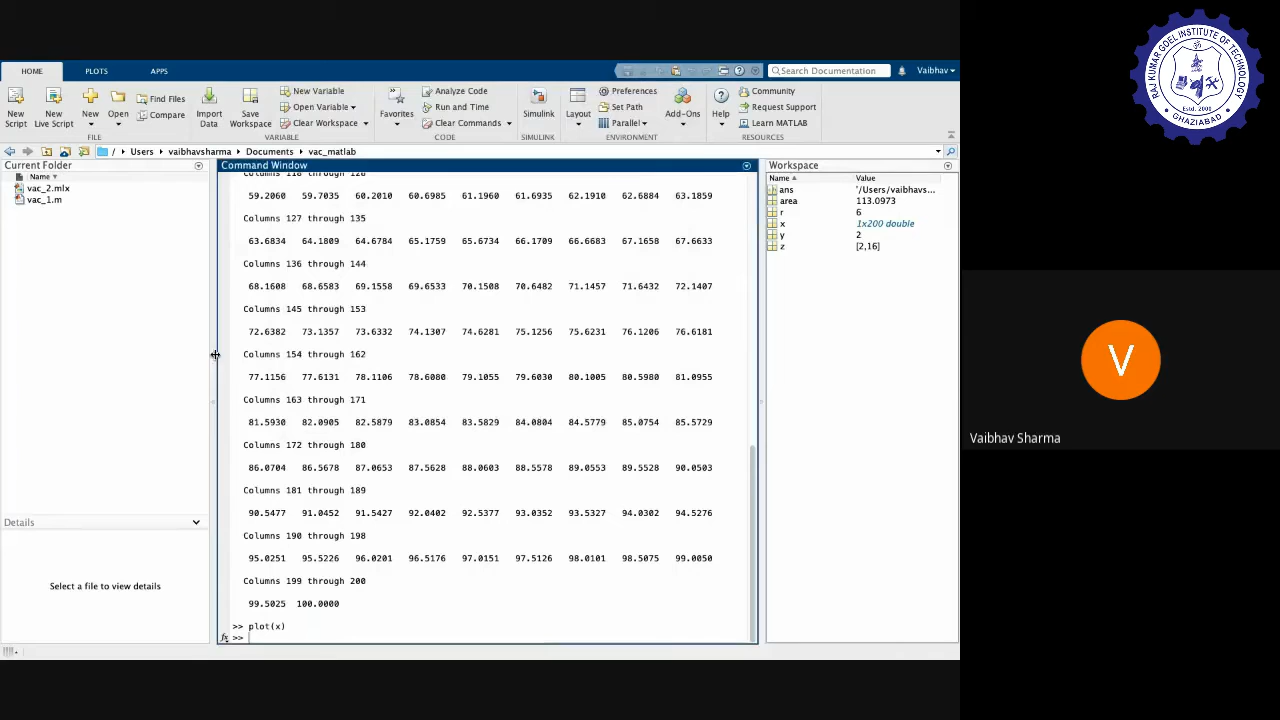 HOME PLOTS APPS
Search Documentation
Vaibhav
New Script
New Live Script
New
Open
Find Files
Compare
FILE
Import Data
Save Workspace
New Variable
Open Variable
Clear Workspace
VARIABLE
Favorites
Analyze Code
Run and Time
Clear Commands
CODE
Simulink
SIMULINK
Layout
Preferences
Set Path
Parallel
Add-Ons
ENVIRONMENT
Help
Community
Request Support
Learn MATLAB
RESOURCES
/ Users vaibhavsharma Documents vac_matlab
Current Folder
Name
vac_2.mlx
vac_1.m
Details
Select a file to view details
Command Window
Columns 118 through 126
59.2060 59.7035 60.2010 60.6985 61.1960 61.6935 62.1910 62.6884 63.1859
Columns 127 through 135
63.6834 64.1809 64.6784 65.1759 65.6734 66.1709 66.6683 67.1658 67.6633
Columns 136 through 144
68.1608 68.6583 69.1558 69.6533 70.1508 70.6482 71.1457 71.6432 72.1407
Columns 145 through 153
72.6382 73.1357 73.6332 74.1307 74.6281 75.1256 75.6231 76.1206 76.6181
Columns 154 through 162
77.1156 77.6131 78.1106 78.6080 79.1055 79.6030 80.1005 80.5980 81.0955
Columns 163 through 171
81.5930 82.0905 82.5879 83.0854 83.5829 84.0804 84.5779 85.0754 85.5729
Columns 172 through 180
86.0704 86.5678 87.0653 87.5628 88.0603 88.5578 89.0553 89.5528 90.0503
Columns 181 through 189
90.5477 91.0452 91.5427 92.0402 92.5377 93.0352 93.5327 94.0302 94.5276
Columns 190 through 198
95.0251 95.5226 96.0201 96.5176 97.0151 97.5126 98.0101 98.5075 99.0050
Columns 199 through 200
99.5025 100.0000
>> plot(x)
fx >>
Workspace
Name Value
ans '/Users/vaibhavs...
area 113.0973
r 6
x 1x200 double
y 2
z [2,16]
RAJ KUMAR GOEL INSTITUTE OF TECHNOLOGY
Estd. 2000
GHAZIABAD
V
Vaibhav Sharma